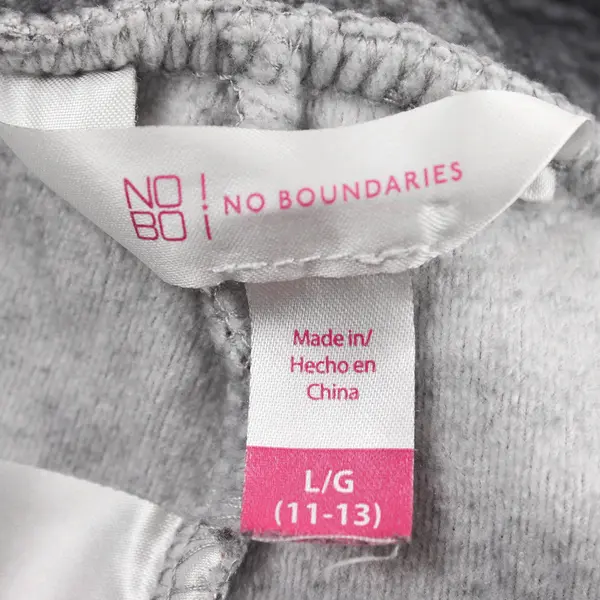 NO! NO BOUNDARIES
BO¡
Made in/
Hecho en
China
L/G
(11-13)